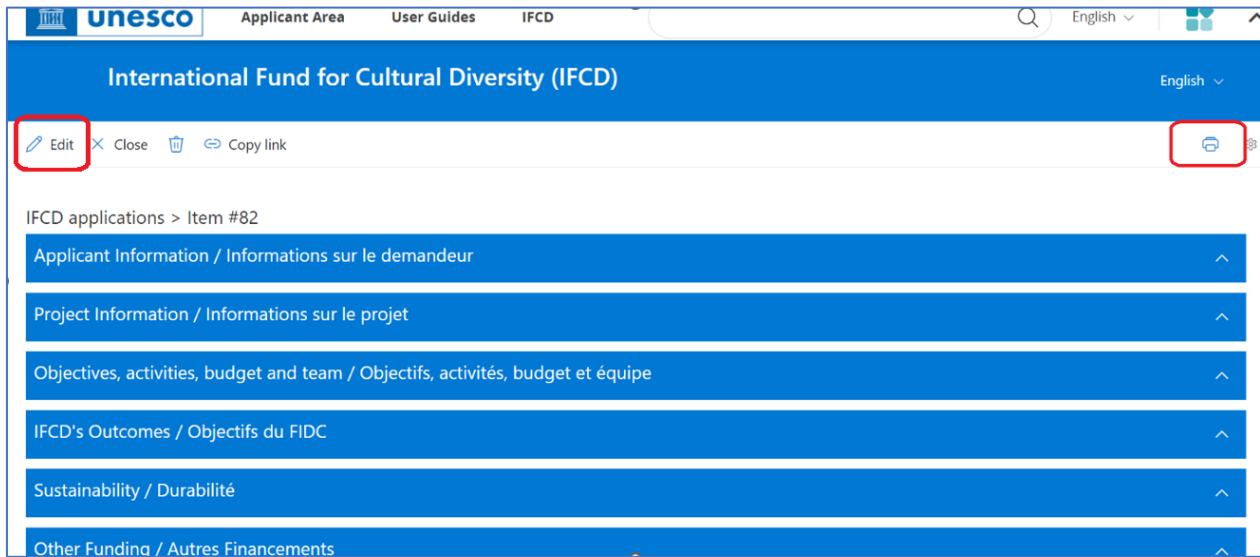 unesco Applicant Area User Guides IFCD English
International Fund for Cultural Diversity (IFCD) English
Edit Close Copy link
IFCD applications > Item #82
Applicant Information / Informations sur le demandeur
Project Information / Informations sur le projet
Objectives, activities, budget and team / Objectifs, activités, budget et équipe
IFCD's Outcomes / Objectifs du FIDC
Sustainability / Durabilité
Other Funding / Autres Financements